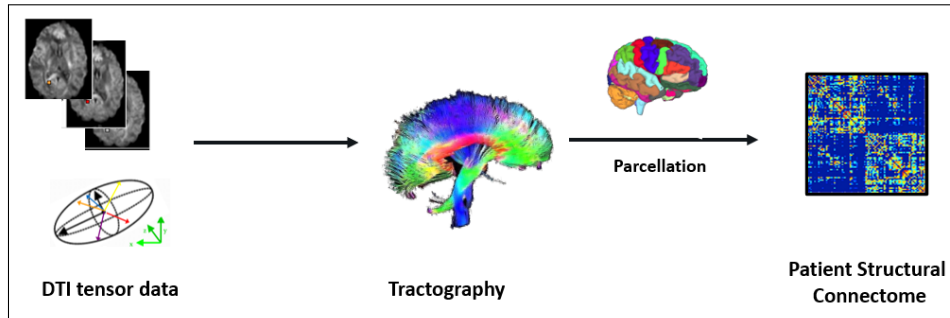 Parcellation
DTI tensor data
Tractography
Patient Structural
Connectome